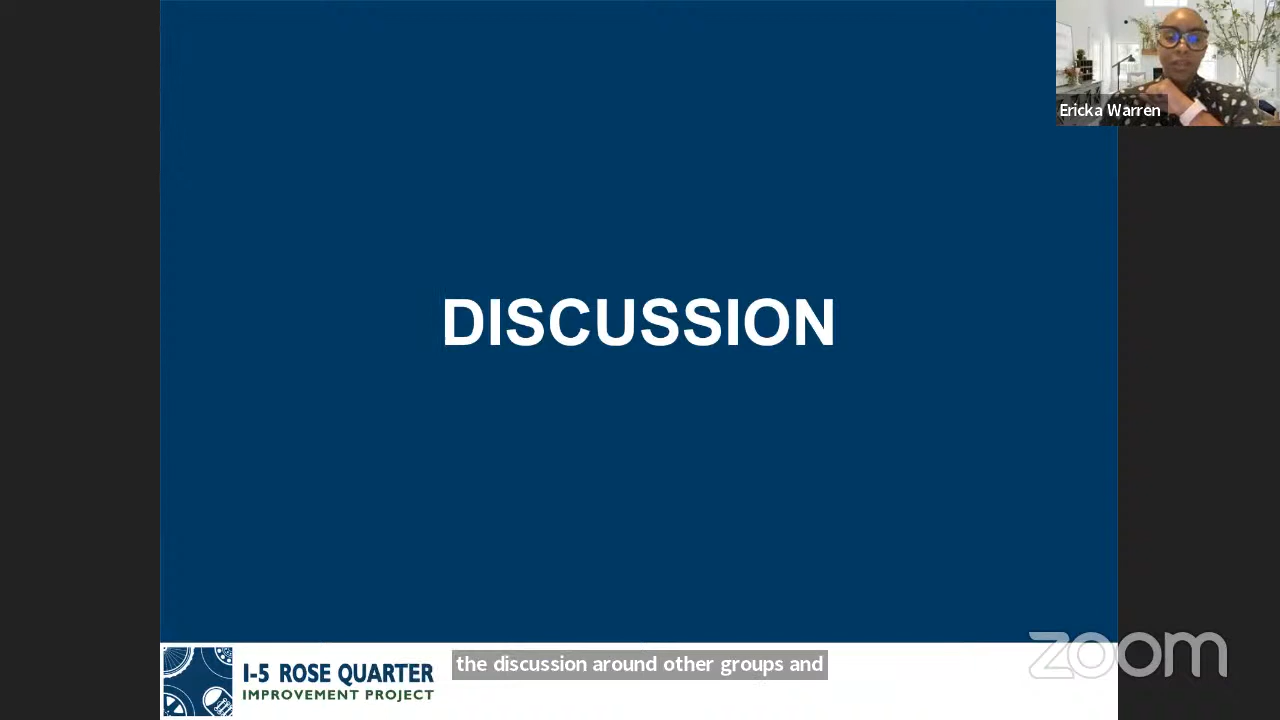 Ericka Warren
DISCUSSION
I-5 ROSE QUARTER
IMPROVEMENT PROJECT
the discussion around other groups and
zoom